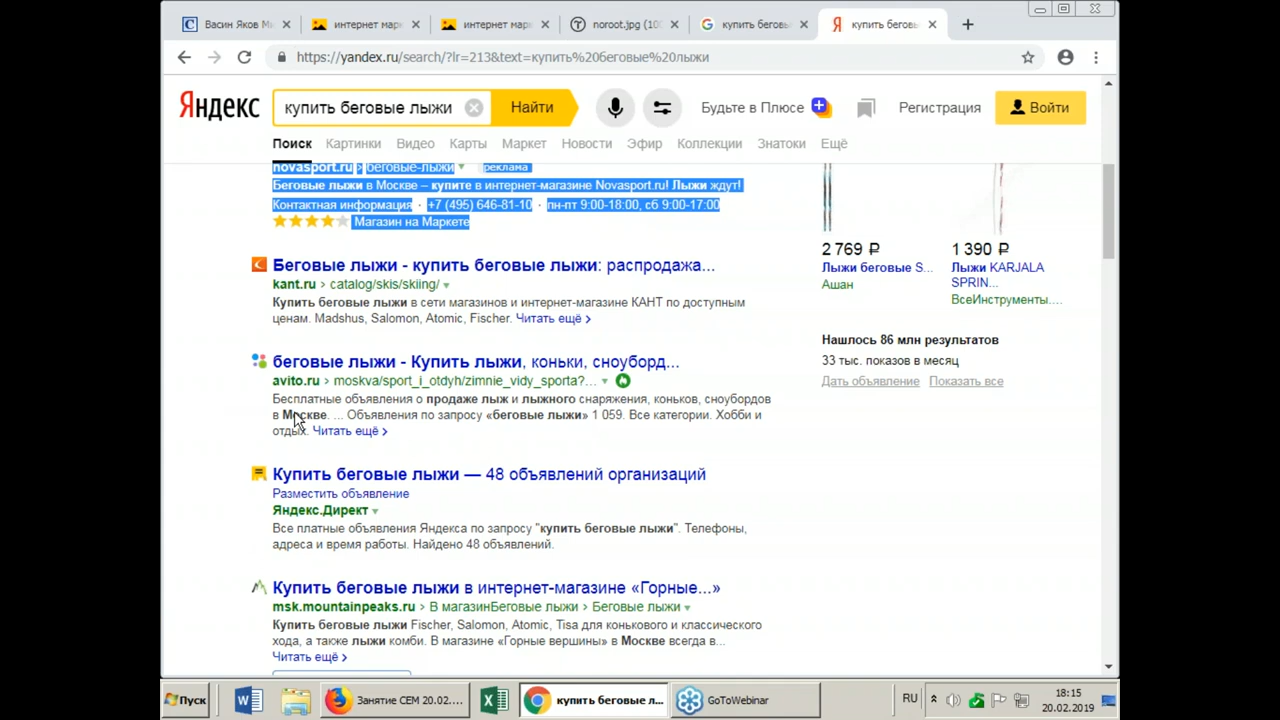 Васин Яков М
интернет марк
интернет марк
noroot.jpg (10
купить беговы
купить беговь
https://yandex.ru/search/?lr=213&text=купить%20беговые%20лыжи
Яндекс
купить беговые лыжи
Найти
Будьте в Плюсе
Регистрация
Войти
Поиск Картинки Видео Карты Маркет Новости Эфир Коллекции Знатоки Ещё
novasport.ru › беговые-лыжи реклама
Беговые лыжи в Москве – купите в интернет-магазине Novasport.ru! Лыжи ждут!
Контактная информация · +7 (495) 646-81-10 · пн-пт 9:00-18:00, сб 9:00-17:00
Магазин на Маркете
Беговые лыжи - купить беговые лыжи: распродажа...
kant.ru › catalog/skis/skiing/
Купить беговые лыжи в сети магазинов и интернет-магазине КАНТ по доступным
ценам. Madshus, Salomon, Atomic, Fischer. Читать ещё ›
беговые лыжи - Купить лыжи, коньки, сноуборд...
avito.ru › moskva/sport_i_otdyh/zimnie_vidy_sporta?...
Бесплатные объявления о продаже лыж и лыжного снаряжения, коньков, сноубордов
в Москве. ... Объявления по запросу «беговые лыжи» 1 059. Все категории. Хобби и
отдых. Читать ещё ›
Купить беговые лыжи — 48 объявлений организаций
Разместить объявление
Яндекс.Директ
Все платные объявления Яндекса по запросу "купить беговые лыжи". Телефоны,
адреса и время работы. Найдено 48 объявлений.
Купить беговые лыжи в интернет-магазине «Горные...»
msk.mountainpeaks.ru › В магазинБеговые лыжи › Беговые лыжи
Купить беговые лыжи Fischer, Salomon, Atomic, Tisa для конькового и классического
хода, а также лыжи комби. В магазине «Горные вершины» в Москве всегда в...
Читать ещё ›
2 769 ₽
Лыжи беговые S...
Ашан
1 390 ₽
Лыжи KARJALA
SPRIN...
ВсеИнструменты....
Нашлось 86 млн результатов
33 тыс. показов в месяц
Дать объявление Показать все
Пуск
Занятие СЕМ 20.02....
купить беговые л...
GoToWebinar
RU
18:15
20.02.2019